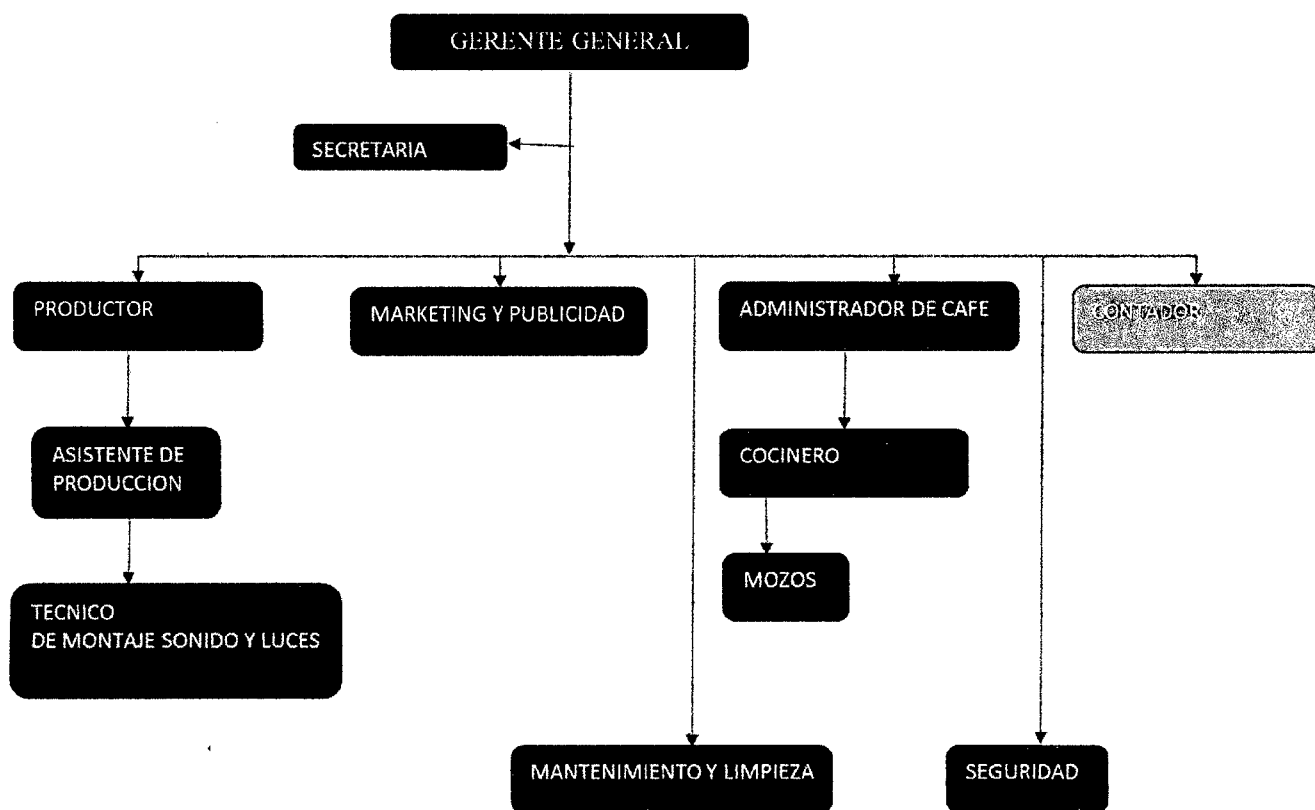 GERENTE GENERAL
SECRETARIA
PRODUCTOR
MARKETING Y PUBLICIDAD
ADMINISTRADOR DE CAFE
CONTADOR
ASISTENTE DE
PRODUCCION
COCINERO
MOZOS
TECNICO
DE MONTAJE SONIDO Y LUCES
MANTENIMIENTO Y LIMPIEZA
SEGURIDAD